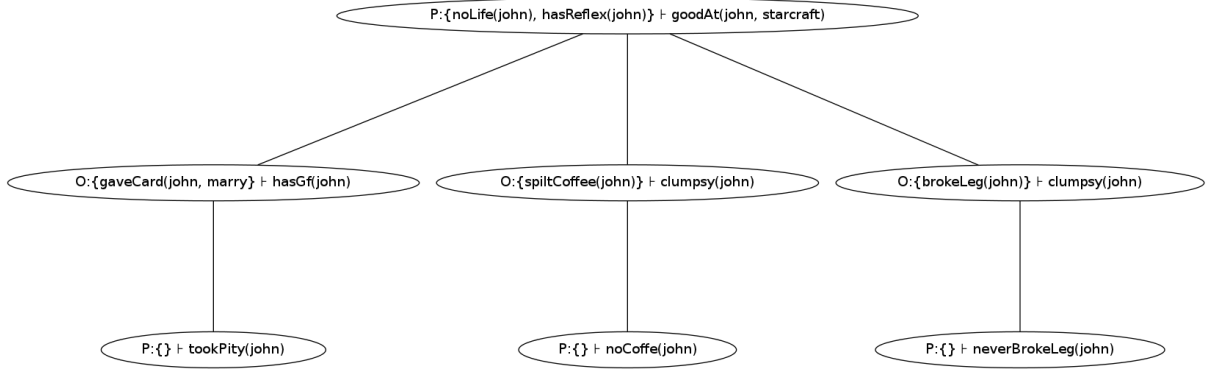 P:{noLife(john), hasReflex(john)} ⊦ goodAt(john, starcraft)
O:{gaveCard(john, marry} ⊦ hasGf(john)
O:{spiltCoffee(john)} ⊦ clumpsy(john)
O:{brokeLeg(john)} ⊦ clumpsy(john)
P:{} ⊦ tookPity(john)
P:{} ⊦ noCoffe(john)
P:{} ⊦ neverBrokeLeg(john)